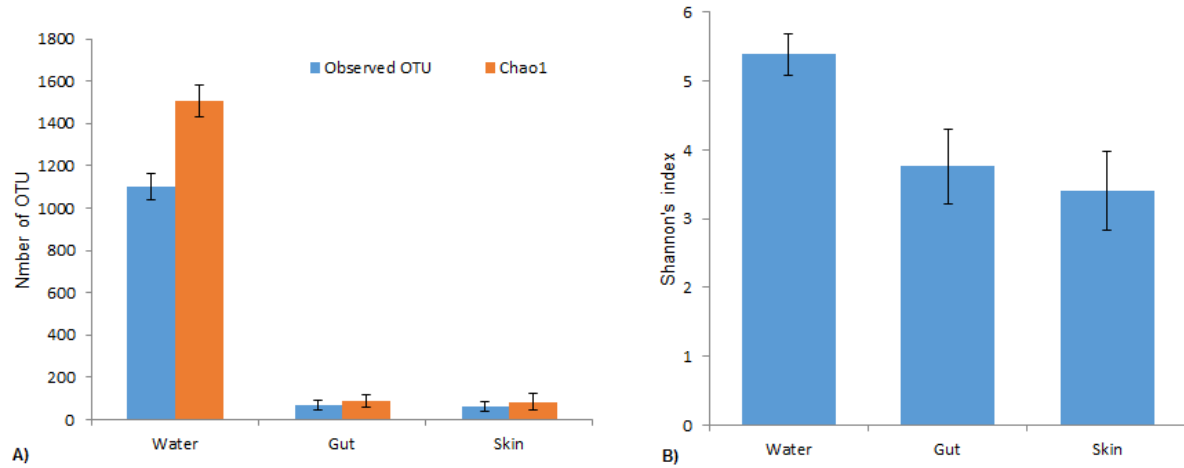 1800
1600
1400
1200
1000
800
600
400
200
0
Nmber of OTU
Observed OTU Chao1
Water Gut Skin
A)
6
5
4
3
2
1
0
Shannon's index
Water Gut Skin
B)